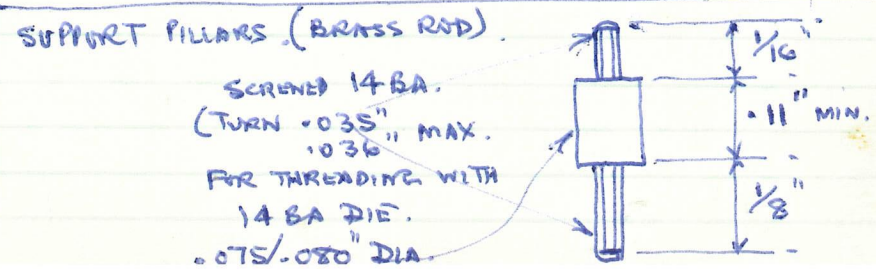 SUPPORT PILLARS. (BRASS ROD).
SCREWED 14 BA.
(TURN .035" MAX.
.036"
FOR THREADING WITH
14 BA DIE.
.075/.080" DIA.
1/16"
.11" MIN.
1/8"